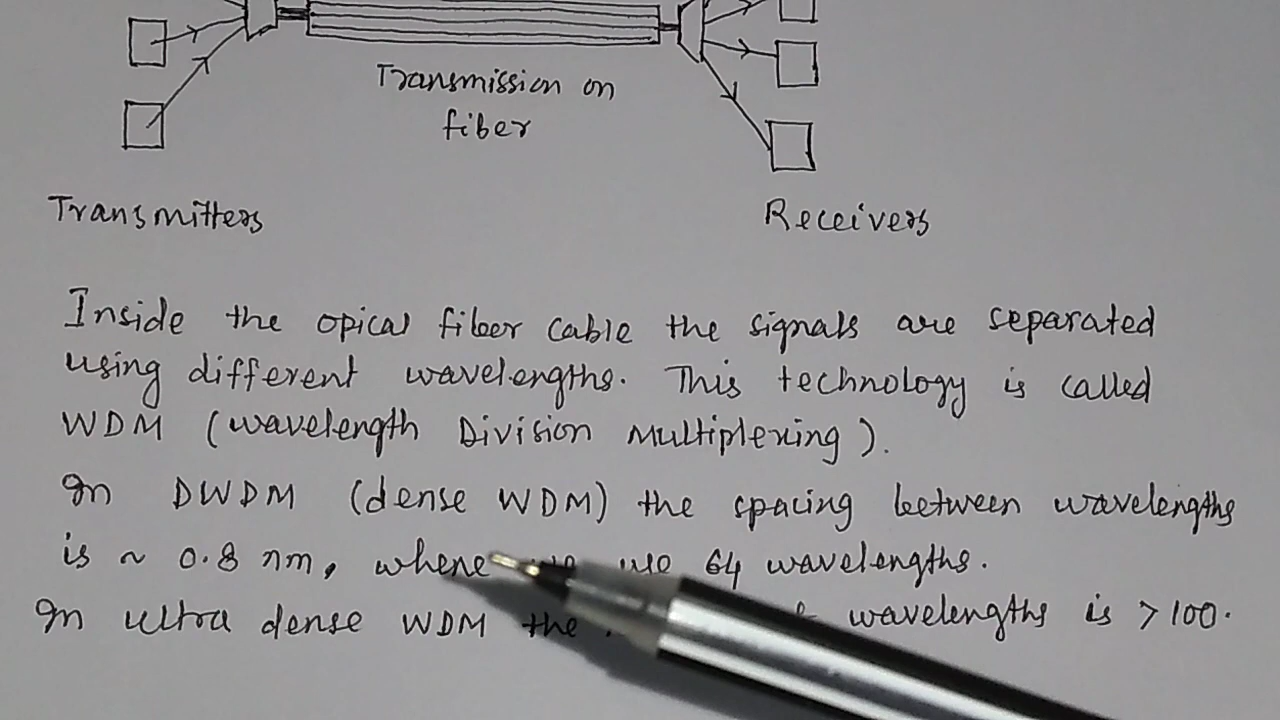 Transmission on
fiber
Transmitters
Receivers
Inside the opical fiber cable the signals are separated
using different wavelengths. This technology is called
WDM (wavelength Division Multiplexing).
In DWDM (dense WDM) the spacing between wavelengths
is ~ 0.8 nm, where use 64 wavelengths.
In ultra dense WDM the wavelengths is >100.